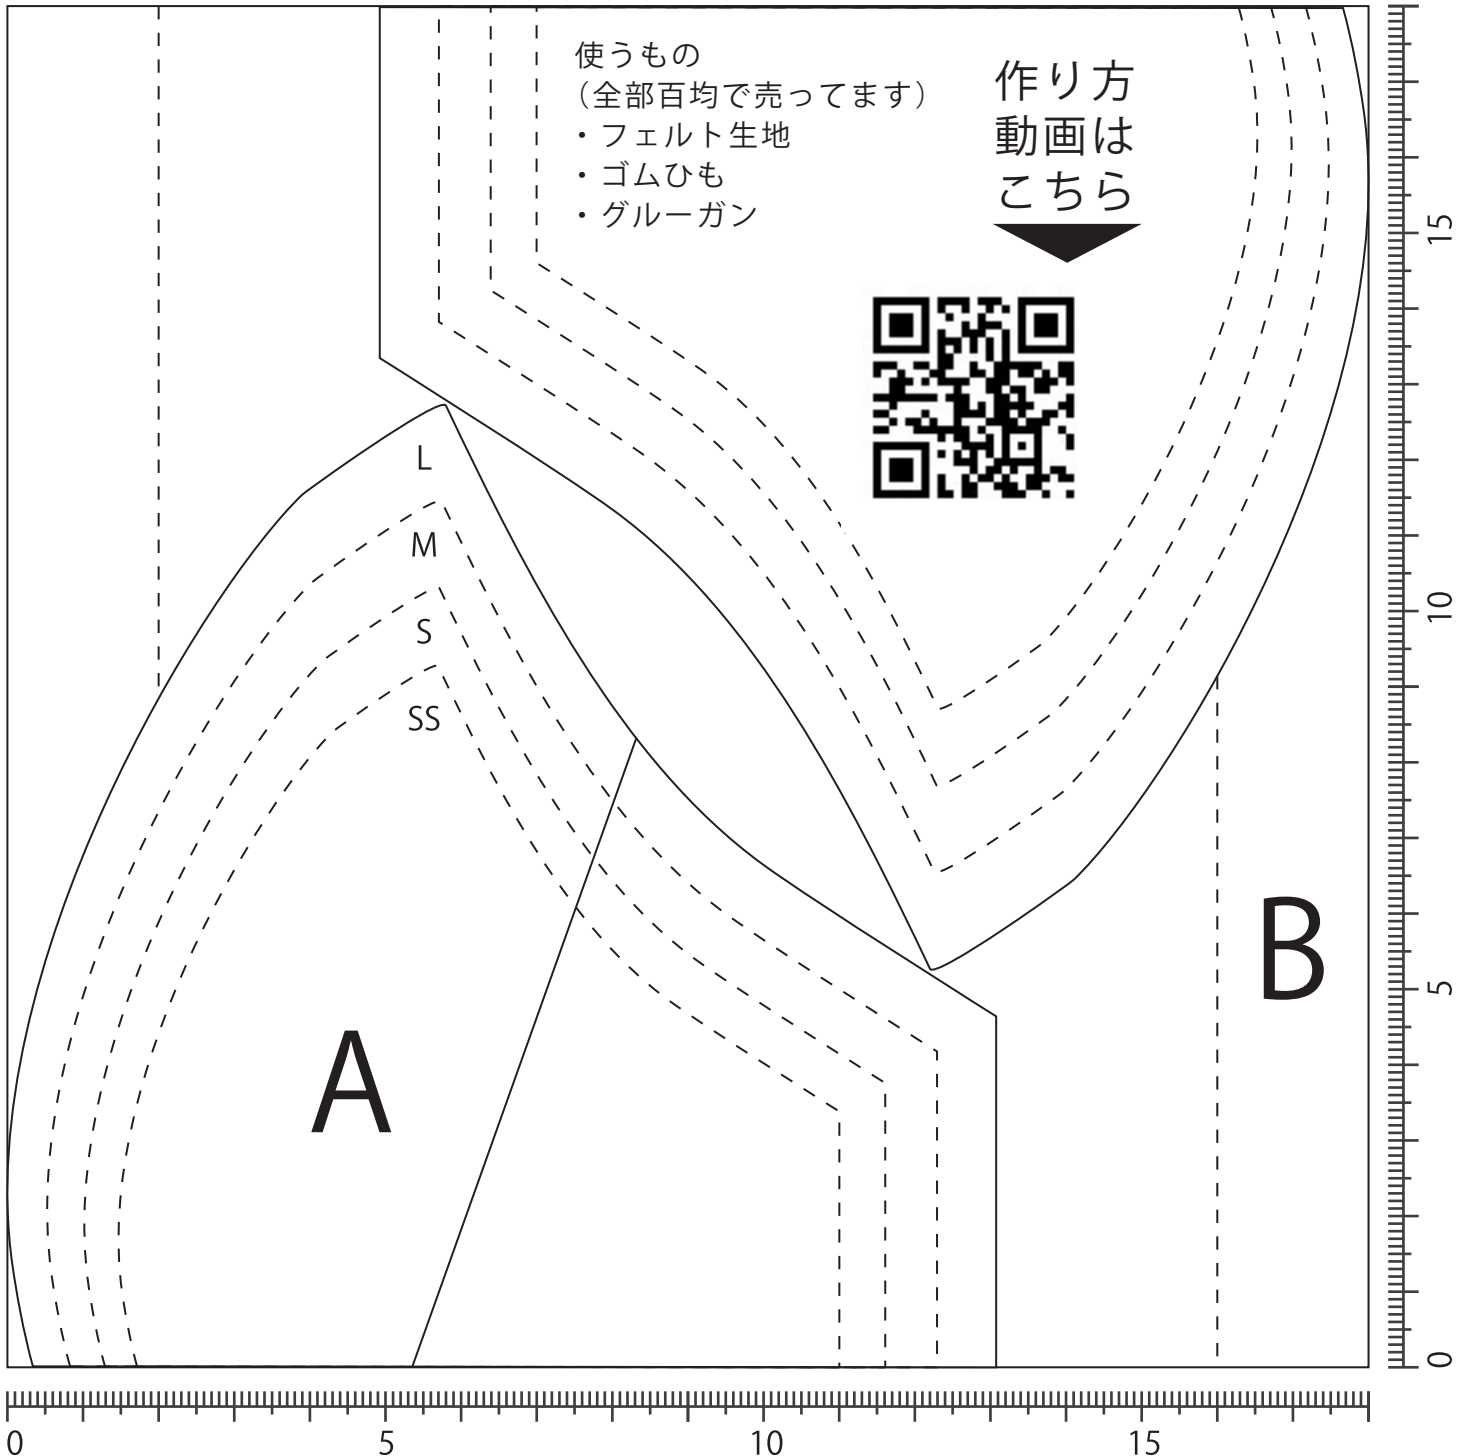 使うもの
（全部百均で売ってます）
・フェルト生地
・ゴムひも
・グルーガン
作り方
動画は
こちら
L
M
S
SS
A
B
15
10
5
0
0
5
10
15